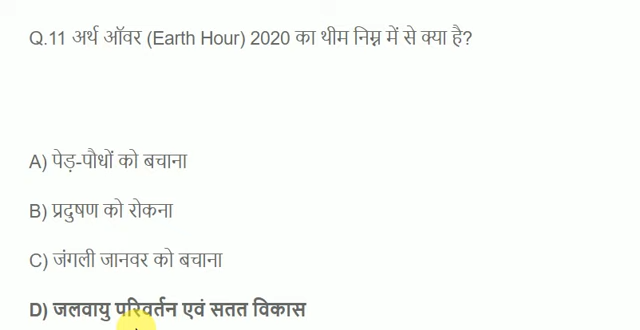 Q.11 अर्थ ऑवर (Earth Hour) 2020 का थीम निम्न में से क्या है?
A) पेड़-पौधों को बचाना
B) प्रदुषण को रोकना
C) जंगली जानवर को बचाना
D) जलवायु परिवर्तन एवं सतत विकास